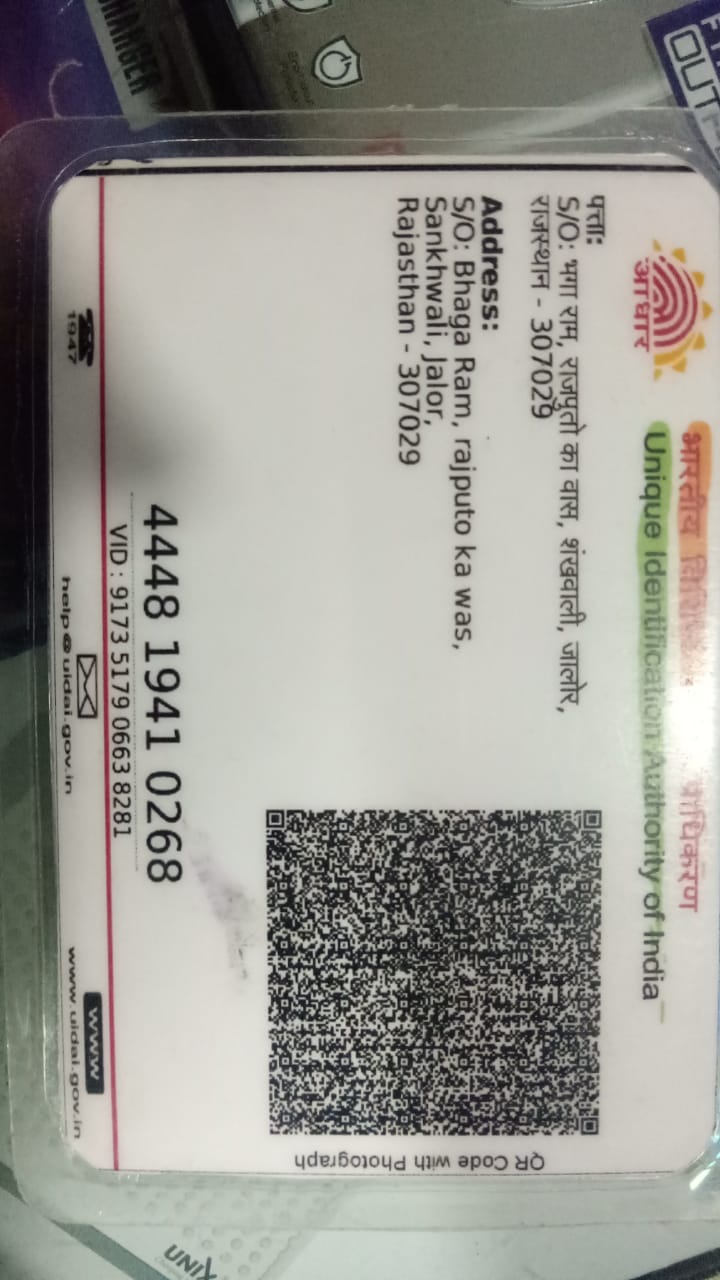 CHARGER
OUTP
आधार
भारतीय प्राधिकरण
Unique Identification Authority of India
पत्ता:
S/O: भगा राम, राजपुतो का वास, शंखवाली, जालोर,
राजस्थान - 307029
Address:
S/O: Bhaga Ram, rajputo ka was,
Sankhwali, Jalor,
Rajasthan - 307029
QR Code with Photograph
4448 1941 0268
VID : 9173 5179 0663 8281
1947
help@uidai.gov.in
www
www.uidai.gov.in